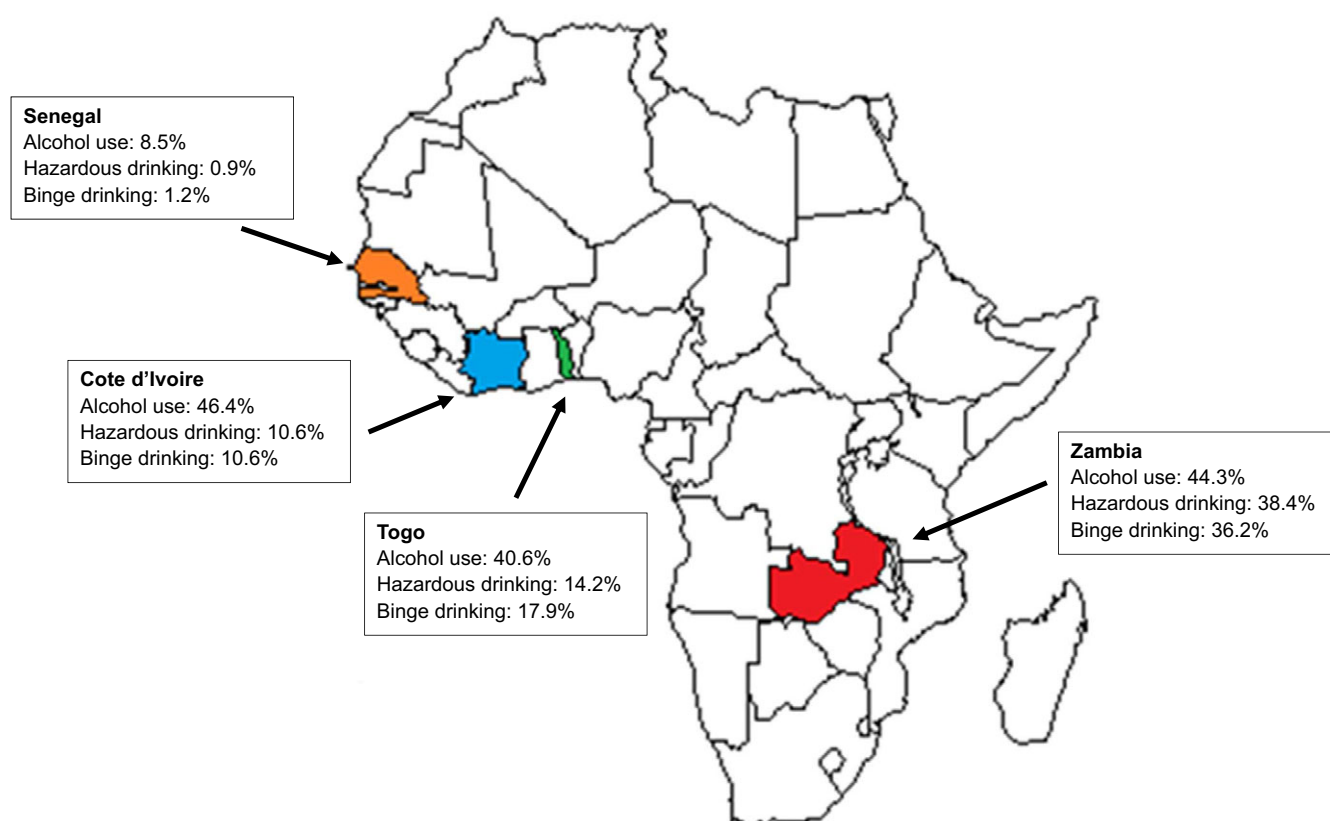 Senegal
Alcohol use: 8.5%
Hazardous drinking: 0.9%
Binge drinking: 1.2%
Cote d’Ivoire
Alcohol use: 46.4%
Hazardous drinking: 10.6%
Binge drinking: 10.6%
Togo
Alcohol use: 40.6%
Hazardous drinking: 14.2%
Binge drinking: 17.9%
Zambia
Alcohol use: 44.3%
Hazardous drinking: 38.4%
Binge drinking: 36.2%